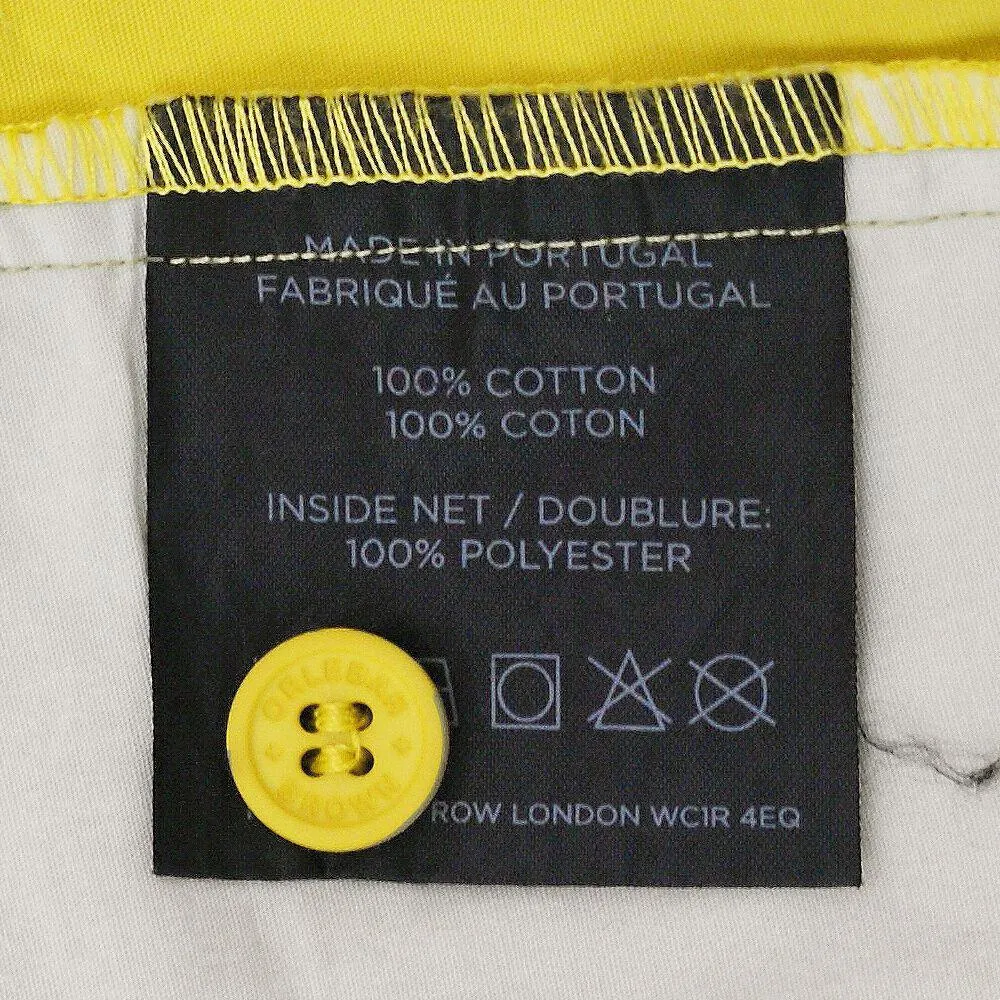 MADE IN PORTUGAL
FABRIQUÉ AU PORTUGAL
100% COTTON
100% COTON
INSIDE NET / DOUBLURE:
100% POLYESTER
ORLEBAR
BROWN
ROW LONDON WC1R 4EQ